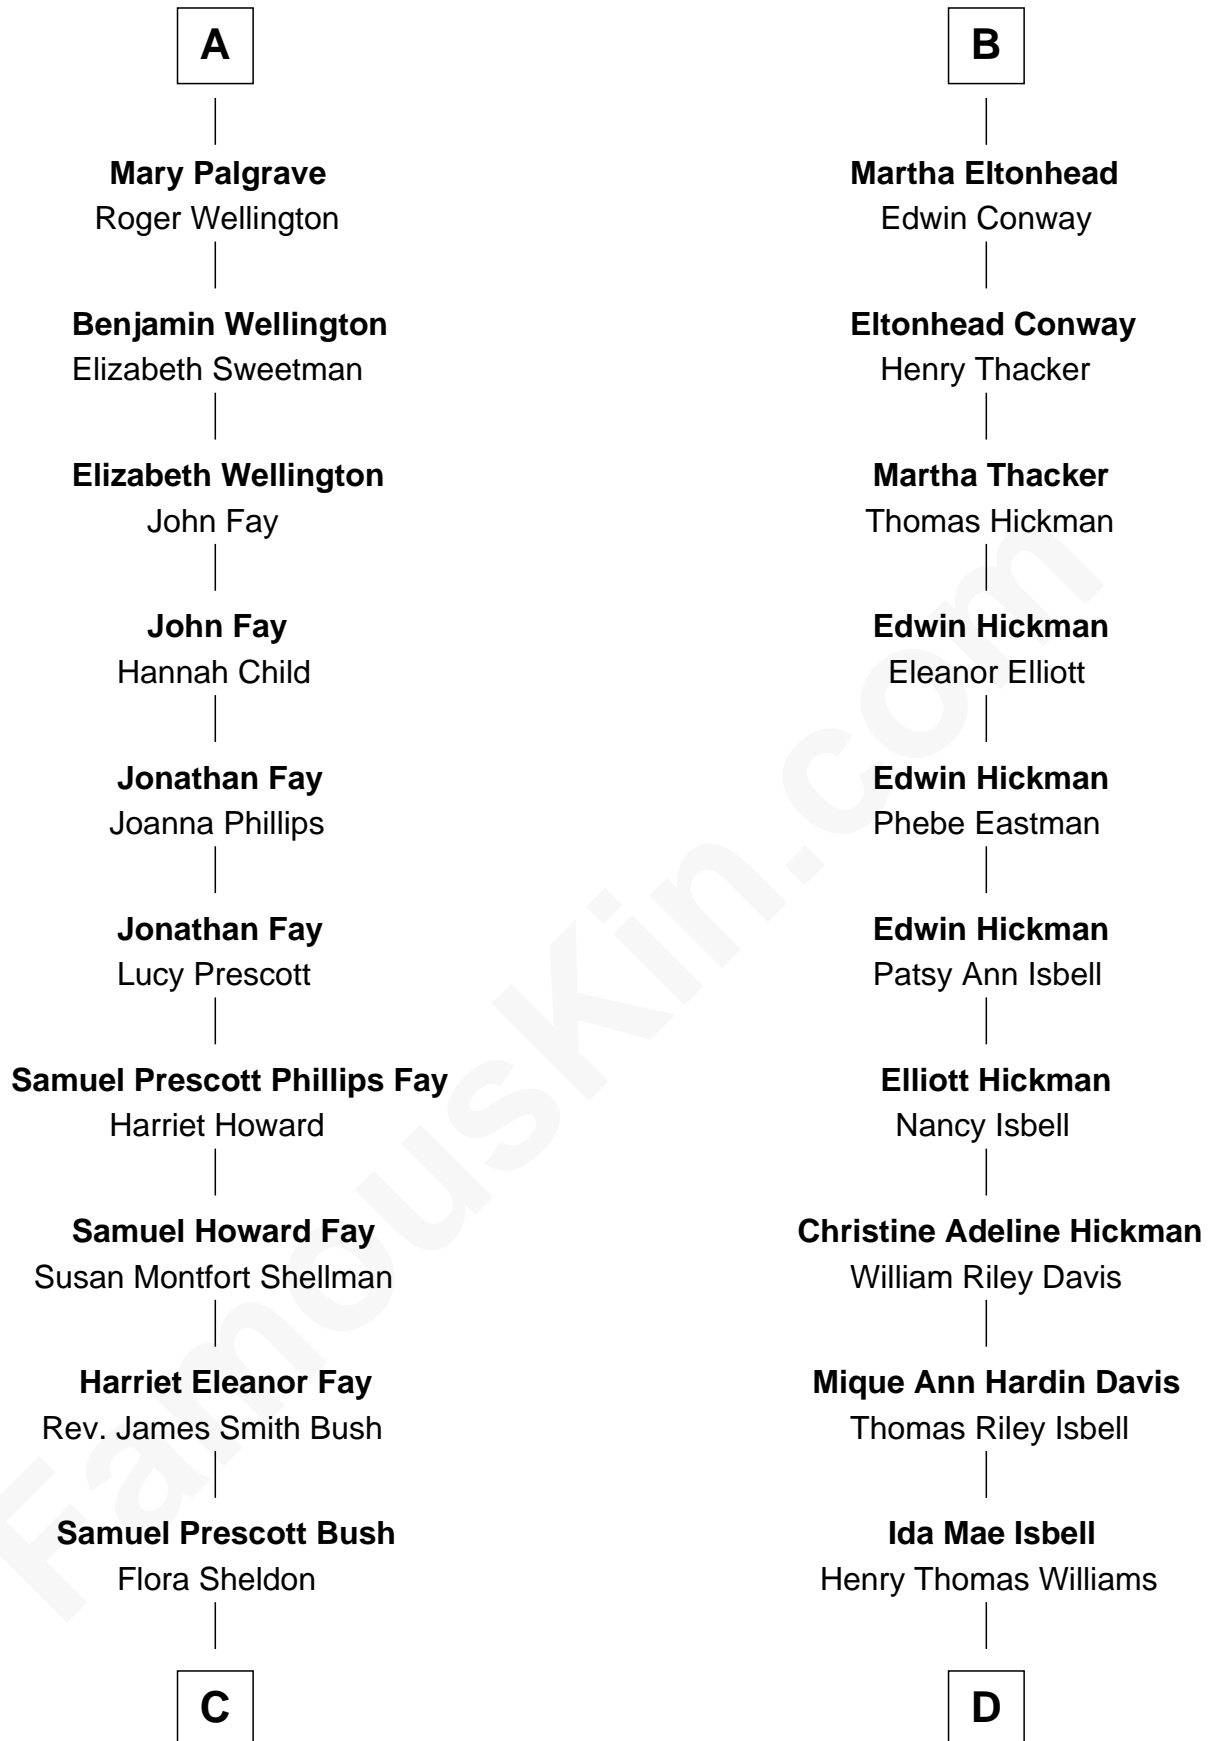 A
Mary Palgrave
Roger Wellington
Benjamin Wellington
Elizabeth Sweetman
Elizabeth Wellington
John Fay
John Fay
Hannah Child
Jonathan Fay
Joanna Phillips
Jonathan Fay
Lucy Prescott
Samuel Prescott Phillips Fay
Harriet Howard
Samuel Howard Fay
Susan Montfort Shellman
Harriet Eleanor Fay
Rev. James Smith Bush
Samuel Prescott Bush
Flora Sheldon
C
B
Martha Eltonhead
Edwin Conway
Eltonhead Conway
Henry Thacker
Martha Thacker
Thomas Hickman
Edwin Hickman
Eleanor Elliott
Edwin Hickman
Phebe Eastman
Edwin Hickman
Patsy Ann Isbell
Elliott Hickman
Nancy Isbell
Christine Adeline Hickman
William Riley Davis
Mique Ann Hardin Davis
Thomas Riley Isbell
Ida Mae Isbell
Henry Thomas Williams
D
FamousKin.com